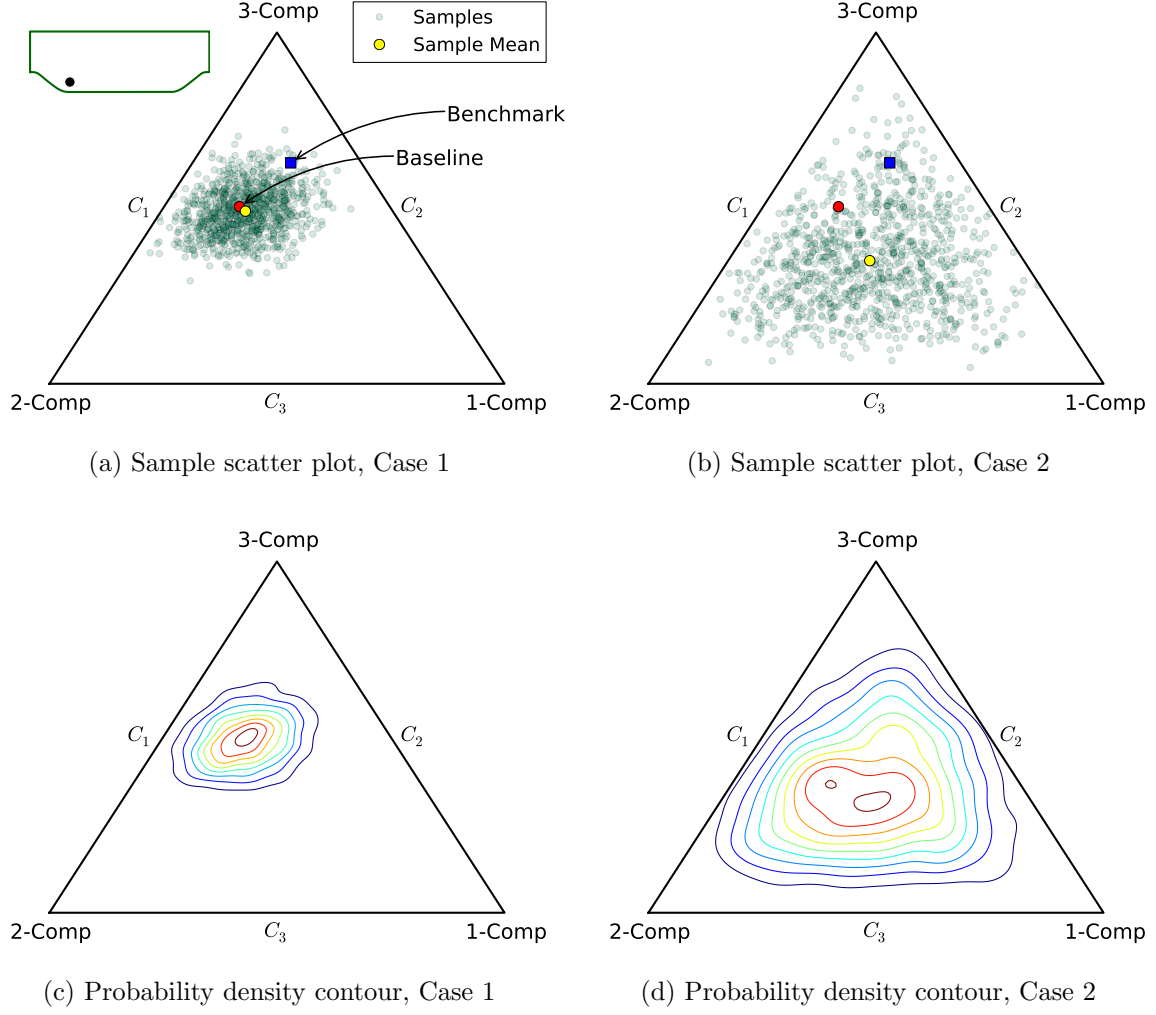 3-Comp
Samples
Sample Mean
Benchmark
Baseline
C1
C2
2-Comp
C3
1-Comp
(a) Sample scatter plot, Case 1
3-Comp
C1
C2
2-Comp
C3
1-Comp
(b) Sample scatter plot, Case 2
3-Comp
C1
C2
2-Comp
C3
1-Comp
(c) Probability density contour, Case 1
3-Comp
C1
C2
2-Comp
C3
1-Comp
(d) Probability density contour, Case 2